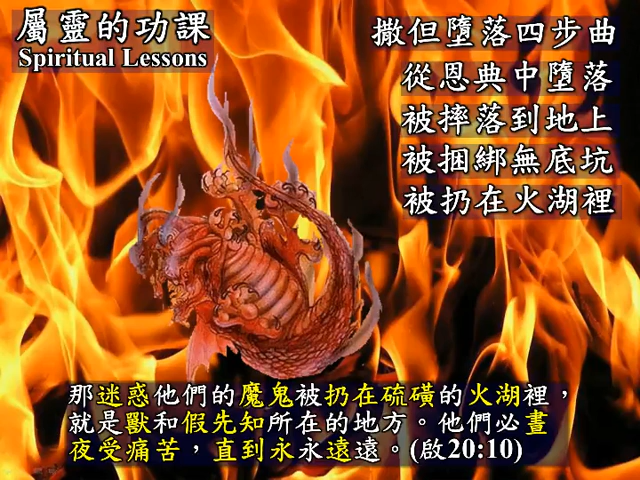 屬靈的功課
Spiritual Lessons
撒但墮落四步曲
從恩典中墮落
被摔落到地上
被捆綁無底坑
被扔在火湖裡
那迷惑他們的魔鬼被扔在硫磺的火湖裡，
就是獸和假先知所在的地方。他們必晝
夜受痛苦，直到永永遠遠。(啟20:10)